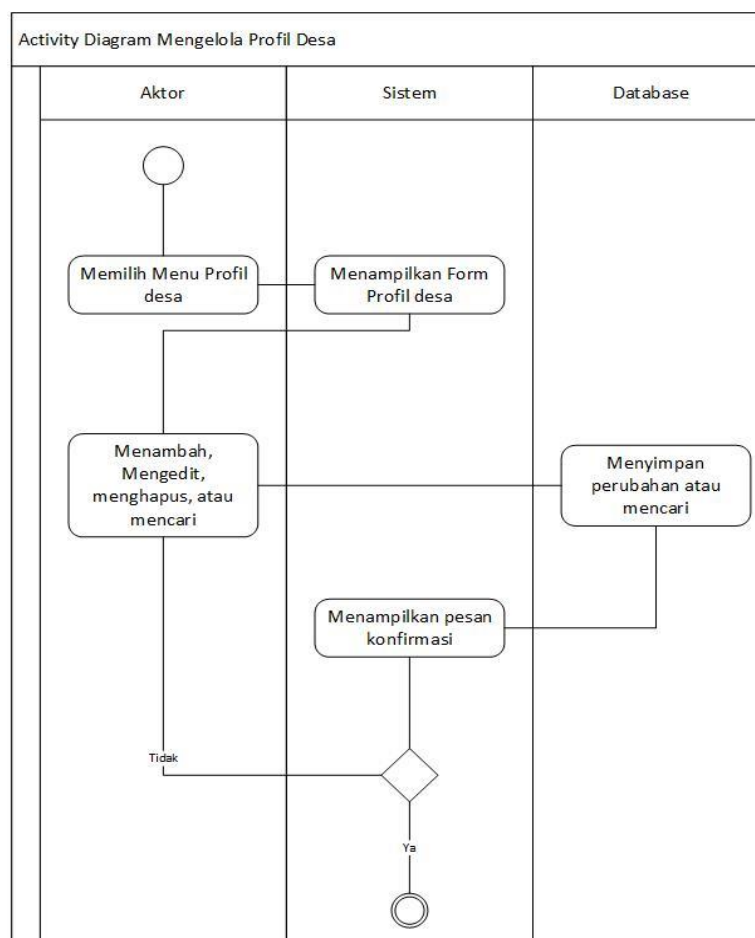 Activity Diagram Mengelola Profil Desa
Aktor
Sistem
Database
Memilih Menu Profil
desa
Menampilkan Form
Profil desa
Menambah,
Mengedit,
menghapus, atau
mencari
Menyimpan
perubahan atau
mencari
Menampilkan pesan
konfirmasi
Tidak
Ya